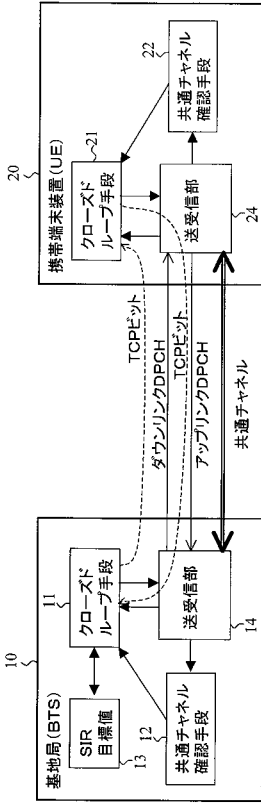 10
基地局(BTS)
11
クローズド
ループ手段
SIR
目標値
13
12
共通チャネル
確認手段
送受信部
14
TCPビット
ダウンリンクDPCH
TCPビット
アップリンクDPCH
共通チャネル
20
携帯端末装置(UE)
21
クローズド
ループ手段
22
共通チャネル
確認手段
送受信部
24